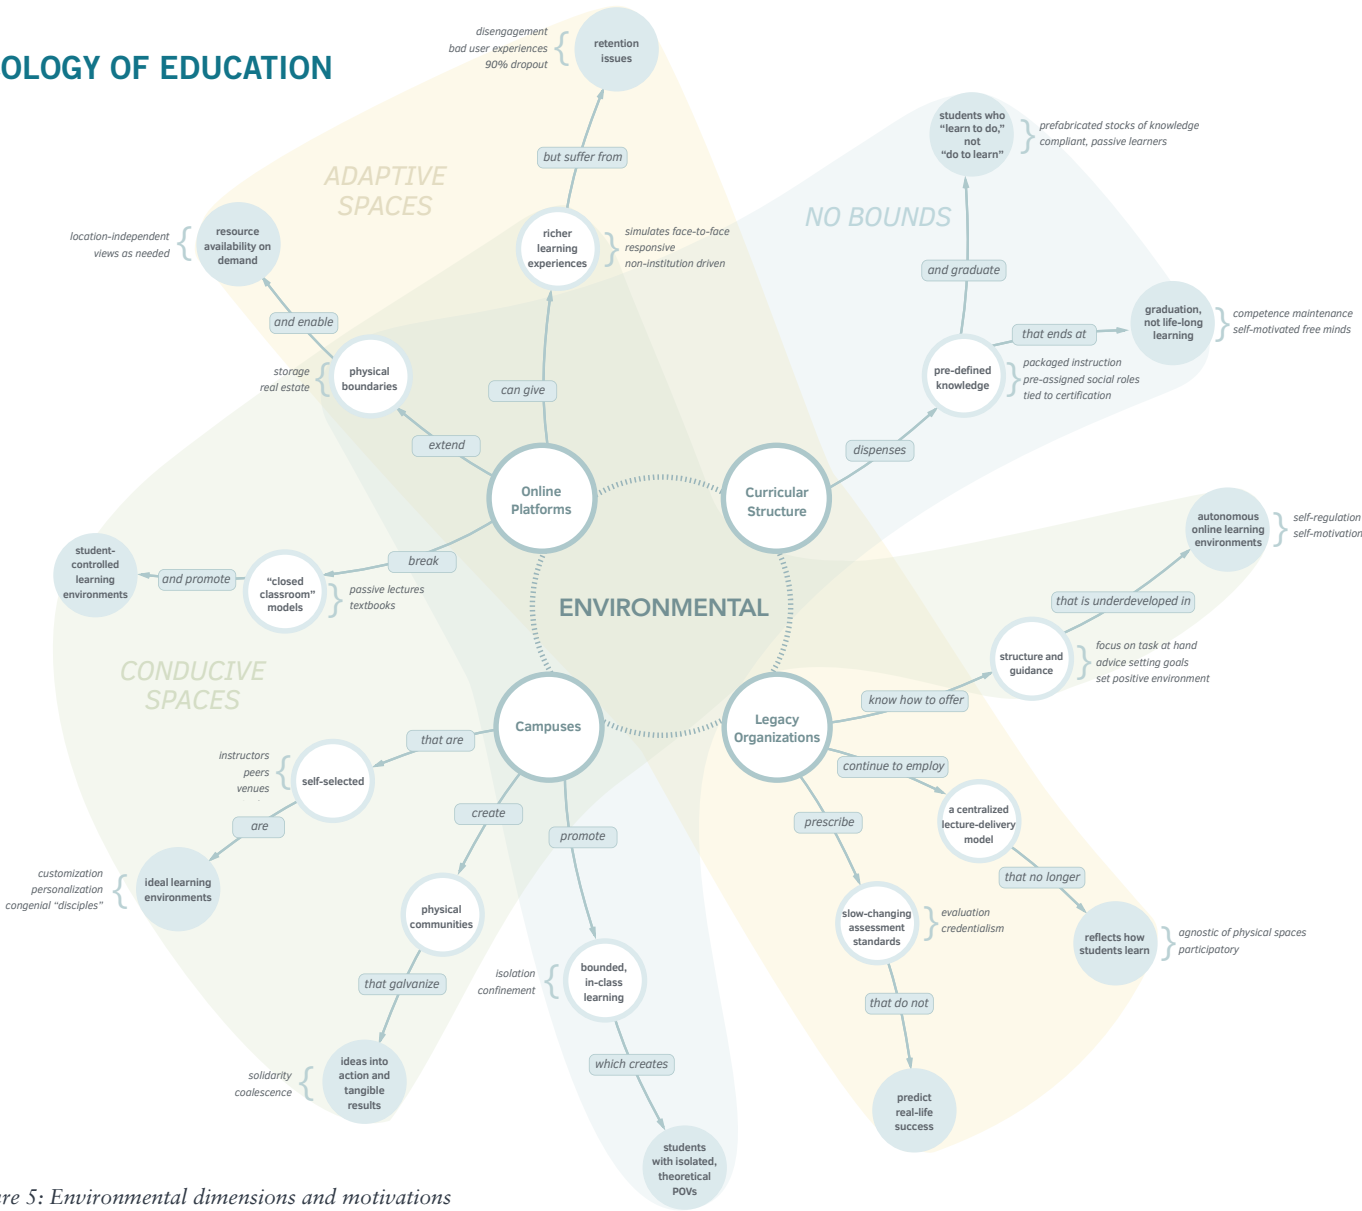 OLOGY OF EDUCATION
disengagement
bad user experiences
90% dropout
retention
issues
but suffer from
ADAPTIVE
SPACES
richer
learning
experiences
simulates face-to-face
responsive
non-institution driven
location-independent
views as needed
resource
availability on
demand
and enable
storage
real estate
physical
boundaries
can give
extend
students who
“learn to do,”
not
“do to learn”
prefabricated stocks of knowledge
compliant, passive learners
NO BOUNDS
and graduate
graduation,
not life-long
learning
competence maintenance
self-motivated free minds
that ends at
pre-defined
knowledge
packaged instruction
pre-assigned social roles
tied to certification
dispenses
Online
Platforms
Curricular
Structure
autonomous
online learning
environments
self-regulation
self-motivation
that is underdeveloped in
student-
controlled
learning
environments
and promote
“closed
classroom”
models
passive lectures
textbooks
break
ENVIRONMENTAL
structure and
guidance
focus on task at hand
advice setting goals
set positive environment
know how to offer
CONDUCIVE
SPACES
Campuses
Legacy
Organizations
that are
instructors
peers
venues
self-selected
are
customization
personalization
congenial “disciples”
ideal learning
environments
create
promote
physical
communities
that galvanize
isolation
confinement
bounded,
in-class
learning
solidarity
coalescence
ideas into
action and
tangible
results
which creates
students
with isolated,
theoretical
POVs
continue to employ
a centralized
lecture-delivery
model
prescribe
that no longer
slow-changing
assessment
standards
evaluation
credentialism
reflects how
students learn
agnostic of physical spaces
participatory
that do not
predict
real-life
success
re 5: Environmental dimensions and motivations